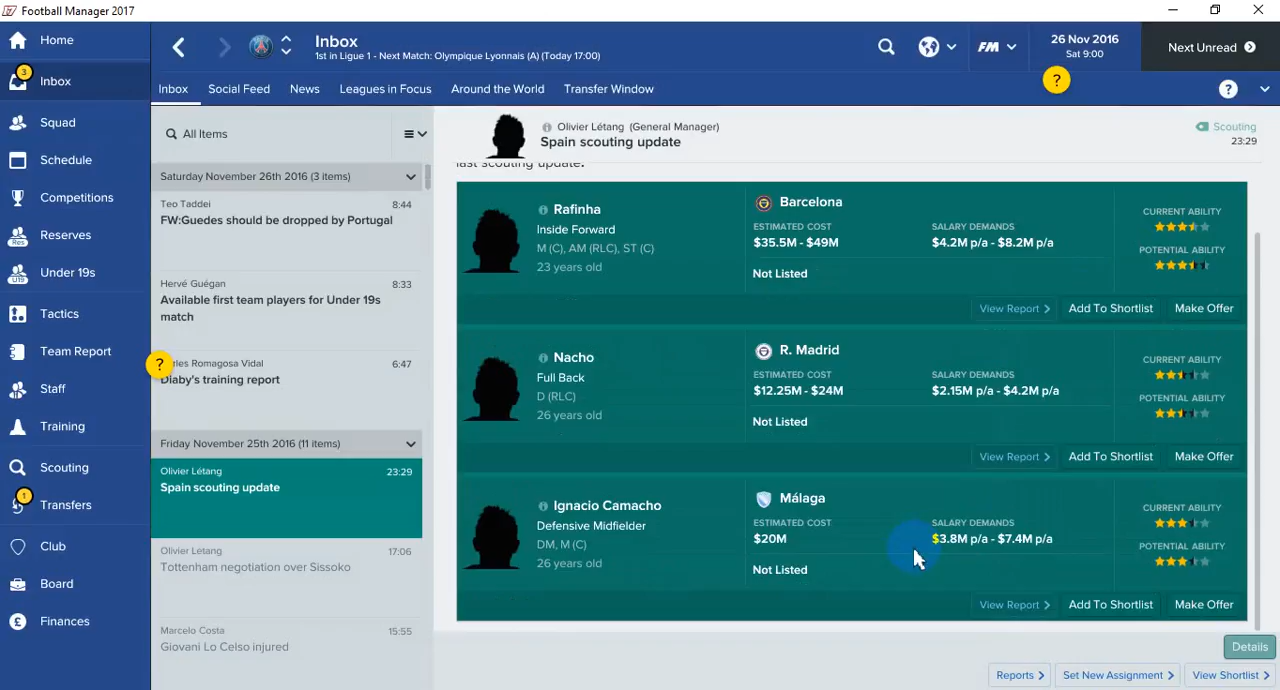 Football Manager 2017
Home
3
Inbox
Squad
Schedule
Competitions
Res
Reserves
U19
Under 19s
Tactics
Team Report
Staff
Training
Scouting
1
Transfers
Club
Board
Finances
Inbox
1st in Ligue 1 - Next Match: Olympique Lyonnais (A) (Today 17:00)
FM
26 Nov 2016
Sat 9:00
Next Unread
?
Inbox
Social Feed
News
Leagues in Focus
Around the World
Transfer Window
?
All Items
Saturday November 26th 2016 (3 items)
Teo Taddei 8:44
FW:Guedes should be dropped by Portugal
Hervé Guégan 8:33
Available first team players for Under 19s
match
?
rles Romagosa Vidal 6:47
Diaby's training report
Friday November 25th 2016 (11 items)
Olivier Létang 23:29
Spain scouting update
Olivier Létang 17:06
Tottenham negotiation over Sissoko
Marcelo Costa 15:55
Giovani Lo Celso injured
Olivier Létang (General Manager)
Spain scouting update
Scouting
23:29
last scouting update.
Rafinha
Inside Forward
M (C), AM (RLC), ST (C)
23 years old
Barcelona
ESTIMATED COST
$35.5M - $49M
SALARY DEMANDS
$4.2M p/a - $8.2M p/a
Not Listed
CURRENT ABILITY
POTENTIAL ABILITY
View Report
Add To Shortlist
Make Offer
Nacho
Full Back
D (RLC)
26 years old
R. Madrid
ESTIMATED COST
$12.25M - $24M
SALARY DEMANDS
$2.15M p/a - $4.2M p/a
Not Listed
CURRENT ABILITY
POTENTIAL ABILITY
View Report
Add To Shortlist
Make Offer
Ignacio Camacho
Defensive Midfielder
DM, M (C)
26 years old
Málaga
ESTIMATED COST
$20M
SALARY DEMANDS
$3.8M p/a - $7.4M p/a
Not Listed
CURRENT ABILITY
POTENTIAL ABILITY
View Report
Add To Shortlist
Make Offer
Details
Reports
Set New Assignment
View Shortlist